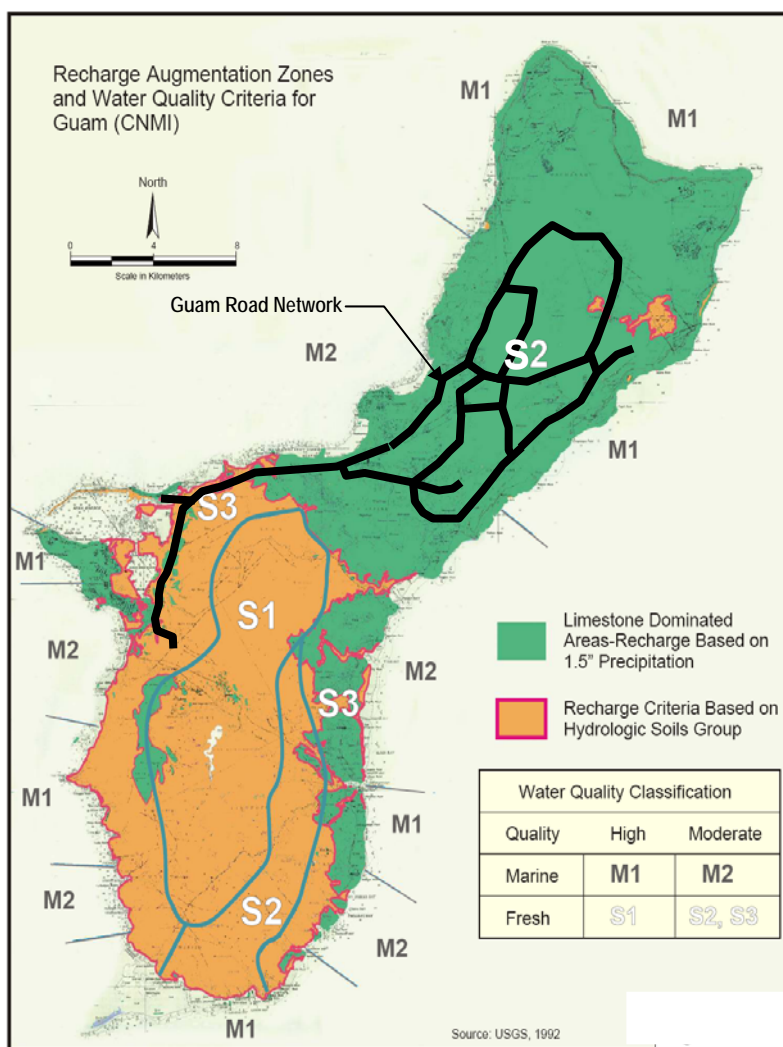 Recharge Augmentation Zones
and Water Quality Criteria for
Guam (CNMI)
North
0 4 8
Scale in Kilometers
Guam Road Network
M1
M1
M2
S2
M1
S3
M1
S1
M2
M2
S3
M1
M1
M2
S2
M2
M1
Limestone Dominated
Areas-Recharge Based on
1.5" Precipitation
Recharge Criteria Based on
Hydrologic Soils Group
Water Quality Classification
Quality High Moderate
Marine M1 M2
Fresh S1 S2, S3
Source: USGS, 1992